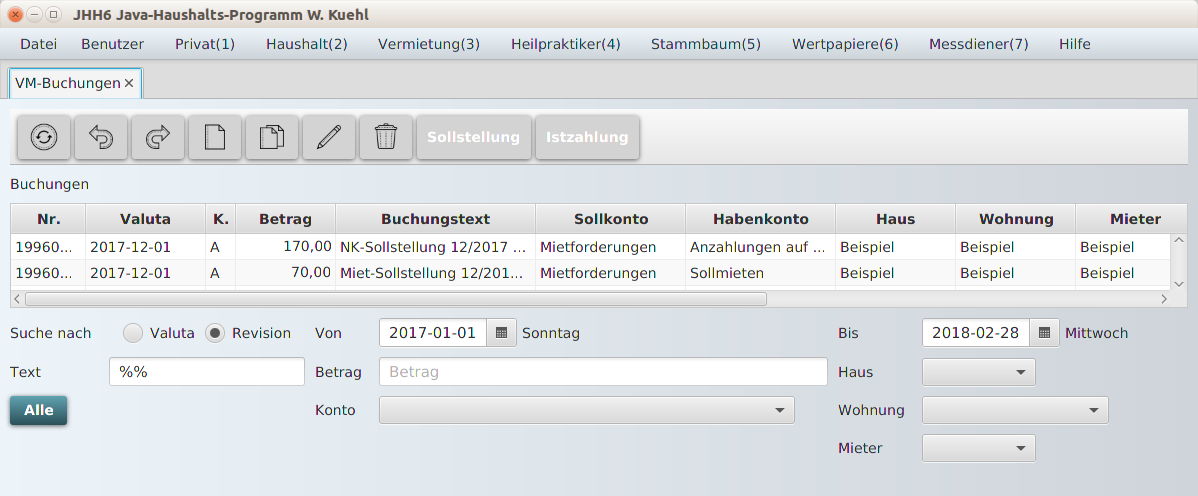 JHH6 Java-Haushalts-Programm W. Kuehl
Datei Benutzer Privat(1) Haushalt(2) Vermietung(3) Heilpraktiker(4) Stammbaum(5) Wertpapiere(6) Messdiener(7) Hilfe
VM-Buchungen
Sollstellung Istzahlung
Buchungen
Nr. Valuta K. Betrag Buchungstext Sollkonto Habenkonto Haus Wohnung Mieter
19960... 2017-12-01 A 170,00 NK-Sollstellung 12/2017 ... Mietforderungen Anzahlungen auf ... Beispiel Beispiel Beispiel
19960... 2017-12-01 A 70,00 Miet-Sollstellung 12/201... Mietforderungen Sollmieten Beispiel Beispiel Beispiel
Suche nach Valuta Revision Von 2017-01-01 Sonntag Bis 2018-02-28 Mittwoch
Text %% Betrag Betrag Haus
Alle Konto Wohnung
Mieter